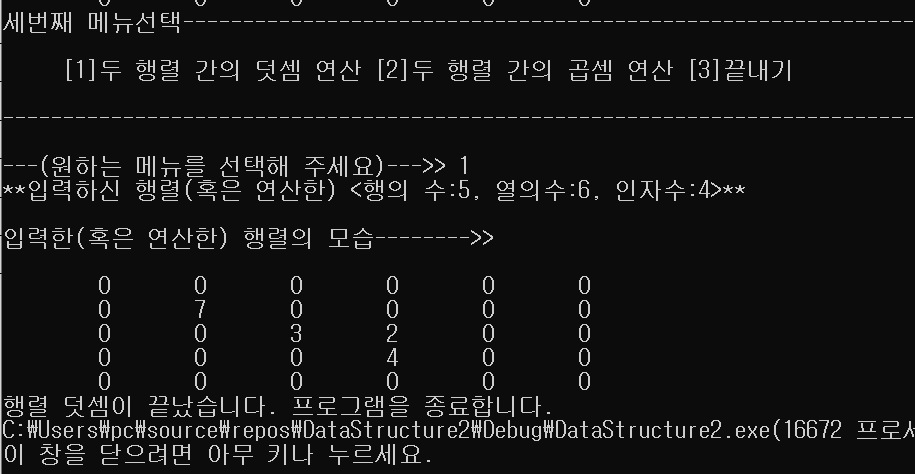 0 0 0 0 0 0
세번째 메뉴선택-------------------------------------------------------------
[1]두 행렬 간의 덧셈 연산 [2]두 행렬 간의 곱셈 연산 [3]끝내기
----------------------------------------------------------------------------
---(원하는 메뉴를 선택해 주세요)--->> 1
**입력하신 행렬(혹은 연산한) <행의 수:5, 열의수:6, 인자수:4>**
입력한(혹은 연산한) 행렬의 모습-------->>
0 0 0 0 0 0
0 7 0 0 0 0
0 0 3 2 0 0
0 0 0 4 0 0
0 0 0 0 0 0
행렬 덧셈이 끝났습니다. 프로그램을 종료합니다.
C:₩Users₩pc₩source₩repos₩DataStructure2₩Debug₩DataStructure2.exe(16672 프로세
이 창을 닫으려면 아무 키나 누르세요.